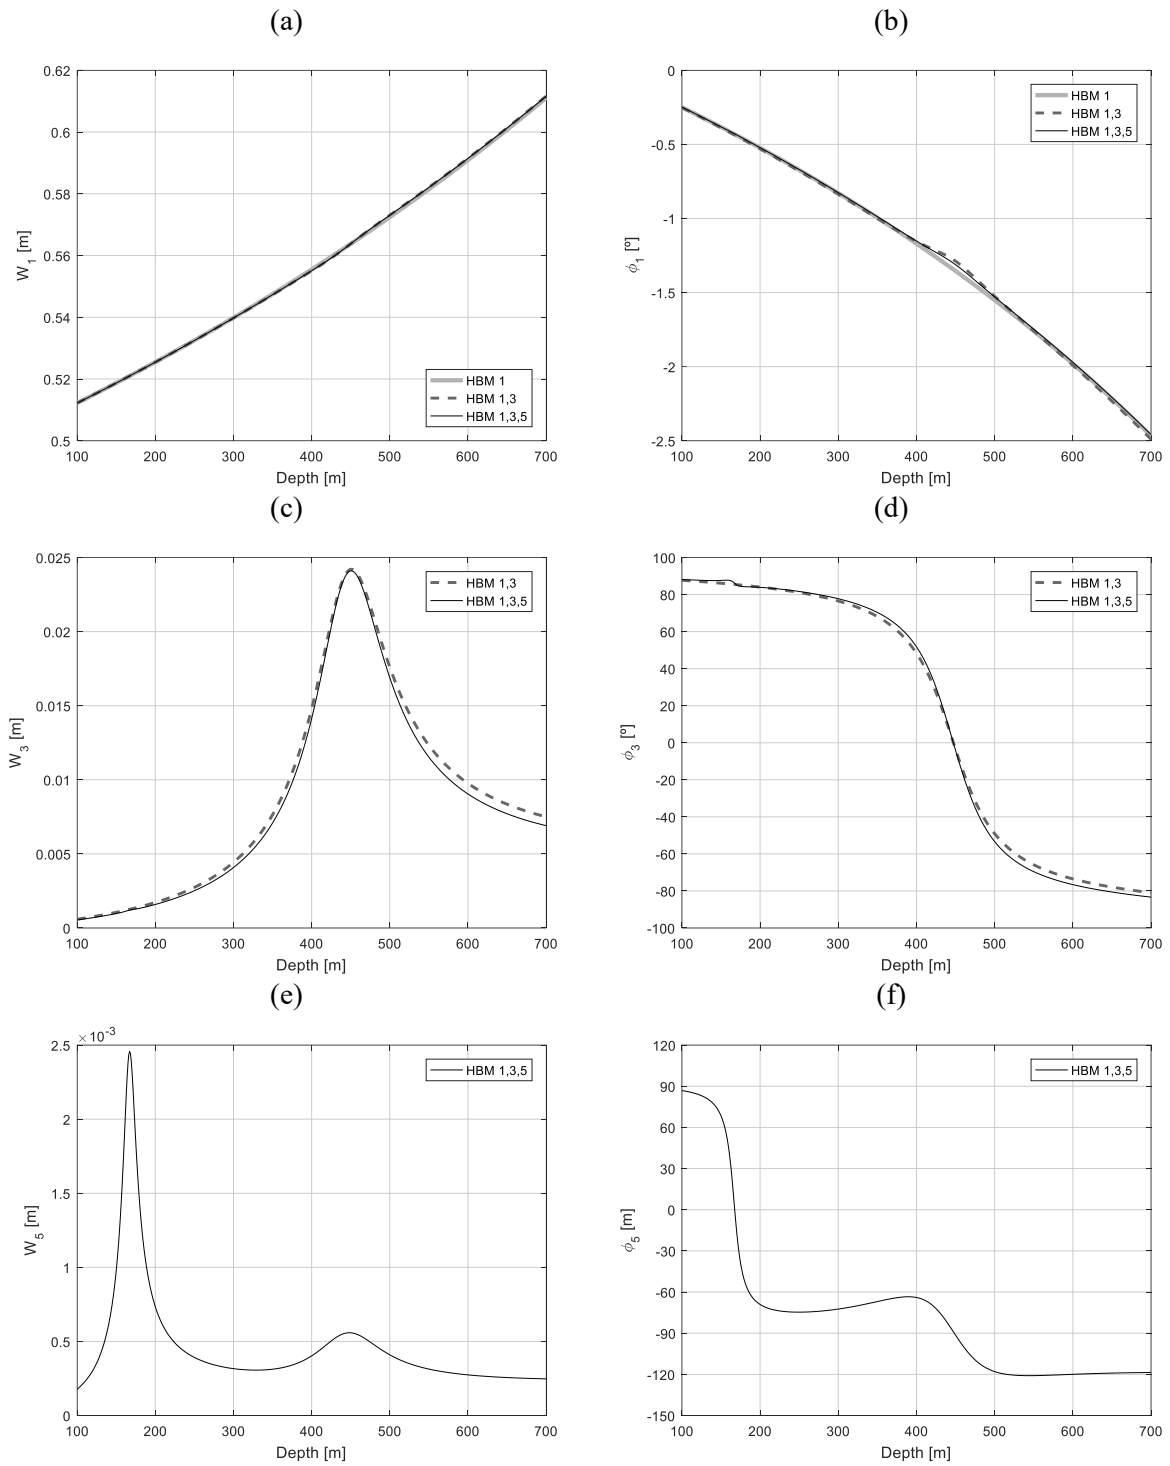 (a) (b)
0.62
0.6
0.58
0.56
0.54
0.52
0.5
W1 [m]
HBM 1
HBM 1,3
HBM 1,3,5
100 200 300 400 500 600 700
Depth [m]
0
-0.5
-1
-1.5
-2
-2.5
ϕ1 [º]
HBM 1
HBM 1,3
HBM 1,3,5
100 200 300 400 500 600 700
Depth [m]
(c) (d)
0.025
0.02
0.015
0.01
0.005
0
W3 [m]
HBM 1,3
HBM 1,3,5
100 200 300 400 500 600 700
Depth [m]
100
80
60
40
20
0
-20
-40
-60
-80
-100
ϕ3 [º]
HBM 1,3
HBM 1,3,5
100 200 300 400 500 600 700
Depth [m]
(e) (f)
×10-3
2.5
2
1.5
1
0.5
0
W5 [m]
HBM 1,3,5
100 200 300 400 500 600 700
Depth [m]
120
90
60
30
0
-30
-60
-90
-120
-150
ϕ5 [m]
HBM 1,3,5
100 200 300 400 500 600 700
Depth [m]